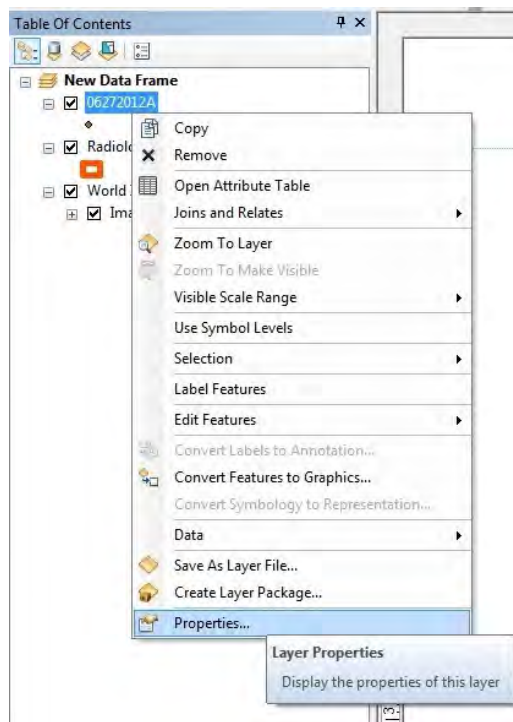 Table Of Contents
New Data Frame
06272012A
Copy
Remove
Open Attribute Table
Joins and Relates
Zoom To Layer
Zoom To Make Visible
Visible Scale Range
Use Symbol Levels
Selection
Label Features
Edit Features
Convert Labels to Annotation...
Convert Features to Graphics...
Convert Symbology to Representation...
Data
Save As Layer File...
Create Layer Package...
Properties...
Radiolo
World
Ima
Layer Properties
Display the properties of this layer
3.